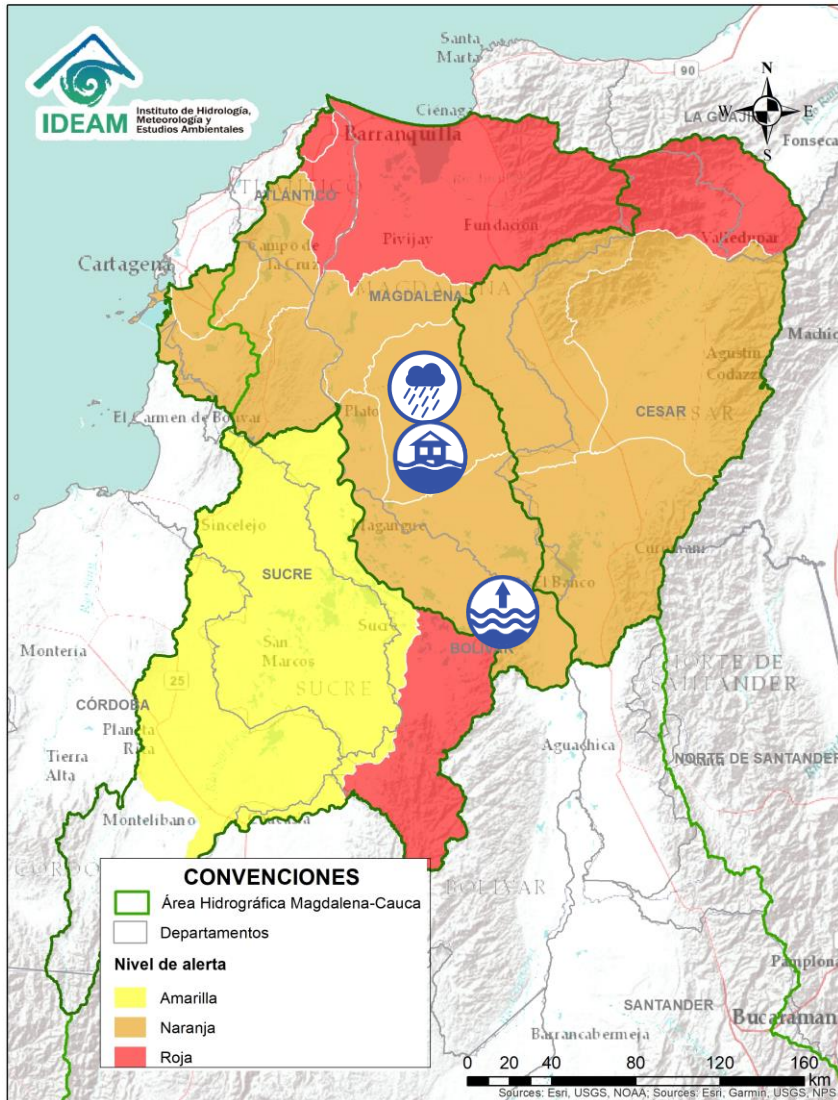 IDEAM
Instituto de Hidrología,
Meteorología y
Estudios Ambientales
Santa
Marta
90
N
W
E
S
LA GUAJIRA
Fonseca
Ciénaga
Barranquilla
ATLÁNTICO
Campo de
la Cruz
Pivijay
Fundación
Valledupar
Cartagena
MAGDALENA
Agustín
Codazzi
El Carmen de Bolívar
Plato
CESAR
Sincelejo
Magangue
SUCRE
El Banco
Sucre
BOLÍVAR
Montería
San
Marcos
SUCRE
25
NORTE DE
SANTANDER
CÓRDOBA
Planeta
Rica
Tierra
Alta
Aguachica
NORTE DE SANTANDER
Montelíbano
BOLÍVAR
CONVENCIONES
Área Hidrográfica Magdalena-Cauca
Departamentos
Nivel de alerta
Amarilla
Naranja
Roja
Pamplona
SANTANDER
Bucaraman
Barrancabermeja
0 20 40 80 120 160
km
Sources: Esri, USGS, NOAA; Sources: Esri, Garmin, USGS, NPS